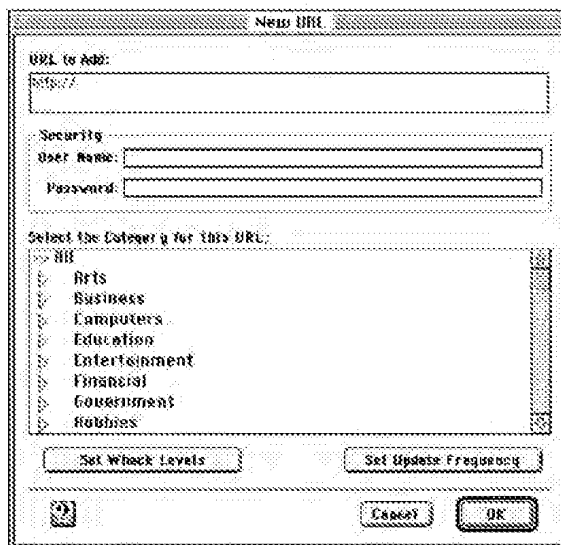 New URL
URL to Add:
http://
Security
User Name:
Password:
Select the Category for this URL:
All
Arts
Business
Computers
Education
Entertainment
Financial
Government
Hobbies
Set Whack Levels
Set Update Frequency
?
Cancel
OK